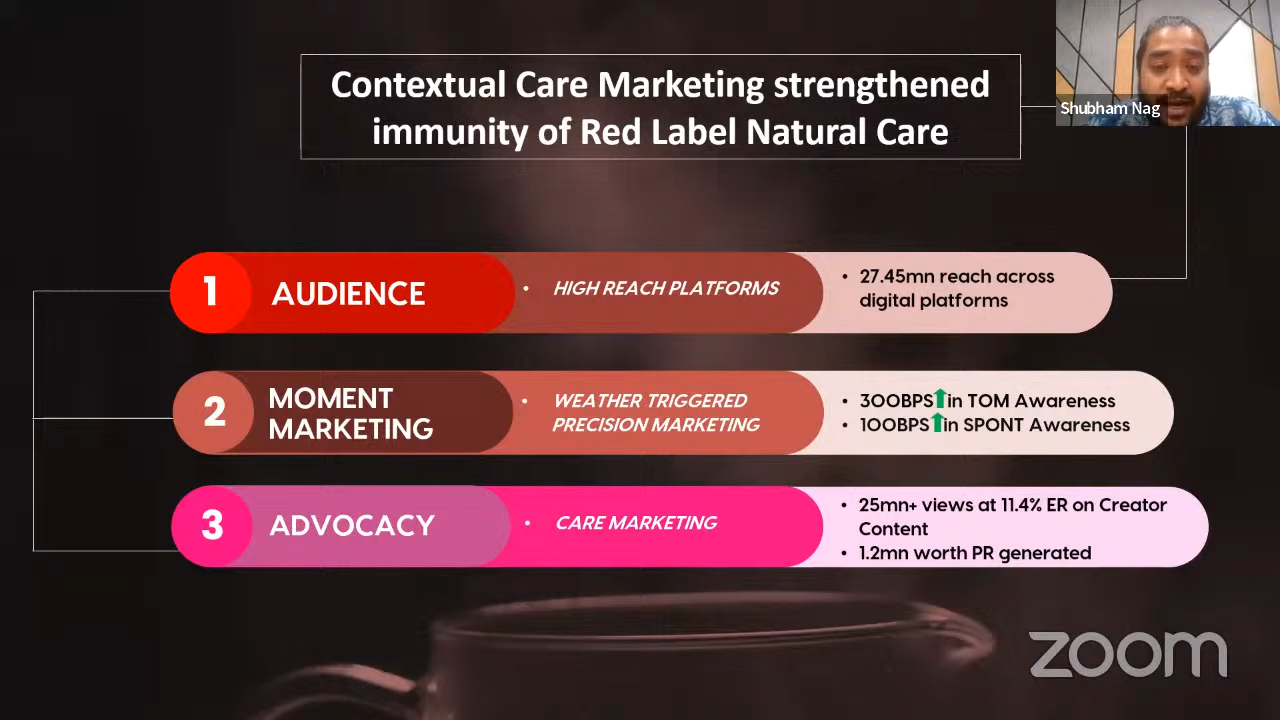 Contextual Care Marketing strengthened
immunity of Red Label Natural Care
Shubham Nag
1
AUDIENCE
• HIGH REACH PLATFORMS
• 27.45mn reach across
digital platforms
2
MOMENT
MARKETING
• WEATHER TRIGGERED
PRECISION MARKETING
• 300BPS in TOM Awareness
• 100BPS in SPONT Awareness
3
ADVOCACY
• CARE MARKETING
• 25mn+ views at 11.4% ER on Creator
Content
• 1.2mn worth PR generated
zoom